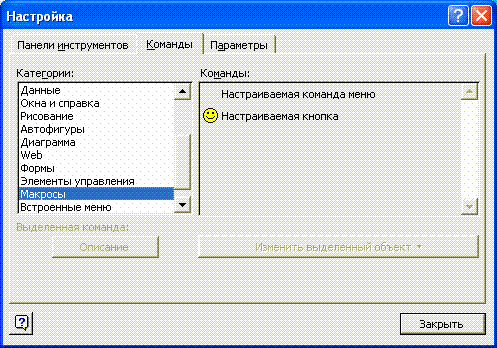 Настройка
Панели инструментов Команды Параметры
Категории: Команды:
Данные
Окна и справка
Рисование
Автофигуры
Диаграмма
Web
Формы
Элементы управления
Макросы
Встроенные меню
Настраиваемая команда меню
Настраиваемая кнопка
Выделенная команда:
Описание Изменить выделенный объект
Закрыть